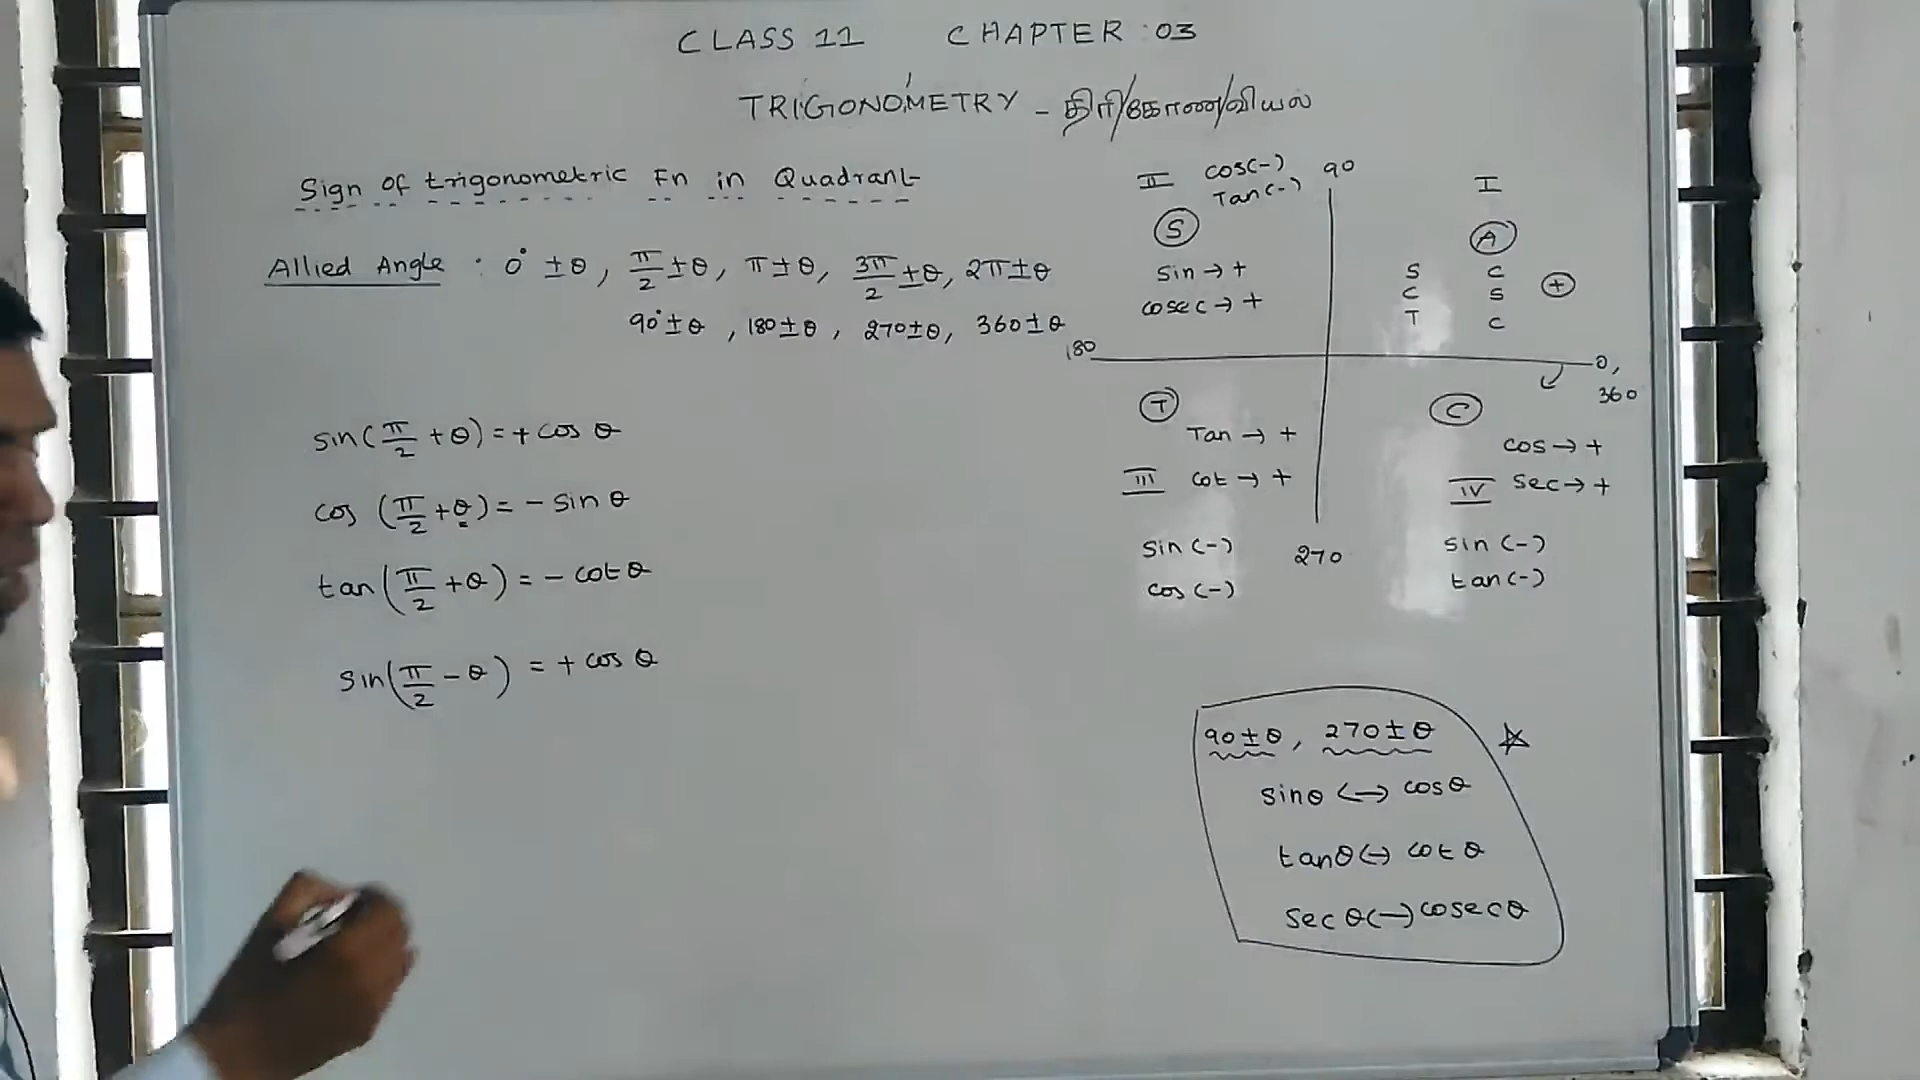 CLASS 11 CHAPTER : 03
TRIGONOMETRY - திரி/கோண/வியல்
Sign of trigonometric Fn in Quadrant
Allied Angle : 0° ± θ, π/2 ± θ, π ± θ, 3π/2 ± θ, 2π ± θ
90° ± θ, 180 ± θ, 270 ± θ, 360 ± θ
sin(π/2 + θ) = + cos θ
cos (π/2 + θ) = - sin θ
tan(π/2 + θ) = - cot θ
sin(π/2 - θ) = + cos θ
II cos(-) 90 I
Tan(-)
S A
sin → + S C +
cosec → + C S
T C
180 0,
360
T C
Tan → + cos → +
III cot → + IV sec → +
sin (-) 270 sin (-)
cos (-) tan (-)
90 ± θ, 270 ± θ ☆
sin θ ↔ cos θ
tan θ ↔ cot θ
sec θ ↔ cosec θ